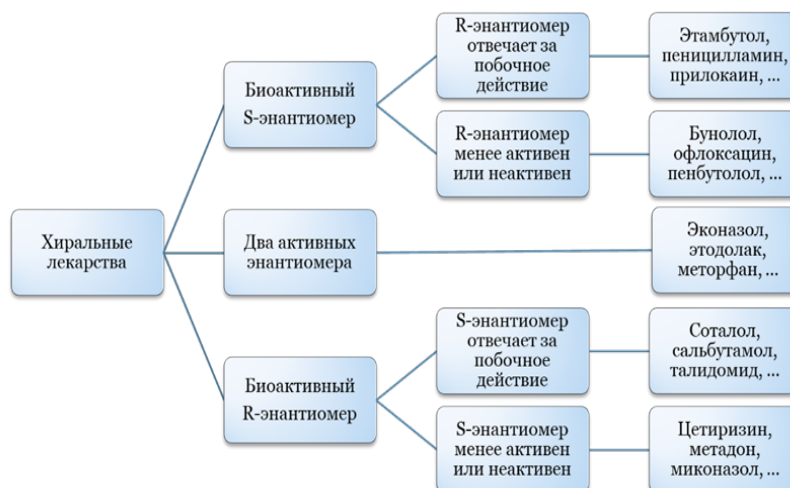 R-энантиомер
отвечает за
побочное
действие
Этамбутол,
пеницилламин,
прилокаин, ...
Биоактивный
S-энантиомер
R-энантиомер
менее активен
или неактивен
Бунолол,
офлоксацин,
пенбутолол, ...
Хиральные
лекарства
Два активных
энантиомера
Эконазол,
этодолак,
меторфан, ...
S-энантиомер
отвечает за
побочное
действие
Соталол,
сальбутамол,
талидомид, ...
Биоактивный
R-энантиомер
S-энантиомер
менее активен
или неактивен
Цетиризин,
метадон,
миконазол, ...